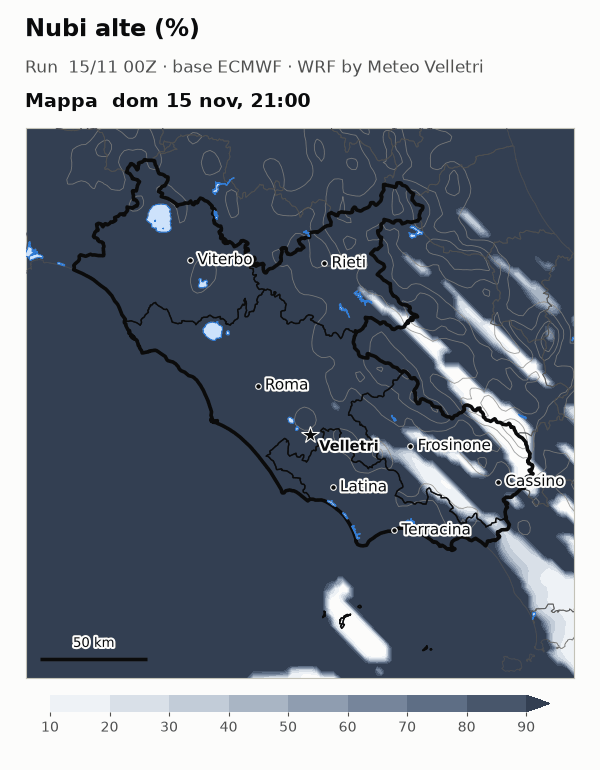 Nubi alte (%)
Run  15/11 00Z · base ECMWF · WRF by Meteo Velletri
Mappa  dom 15 nov, 21:00
Viterbo
Rieti
Roma
Velletri
Frosinone
Latina
Cassino
Terracina
50 km
10 20 30 40 50 60 70 80 90